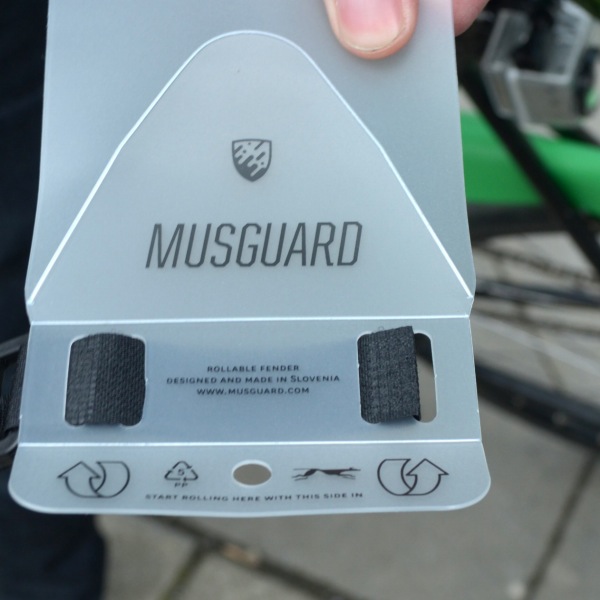 MUSGUARD
ROLLABLE FENDER
DESIGNED AND MADE IN SLOVENIA
WWW.MUSGUARD.COM
5
PP
START ROLLING HERE WITH THIS SIDE IN